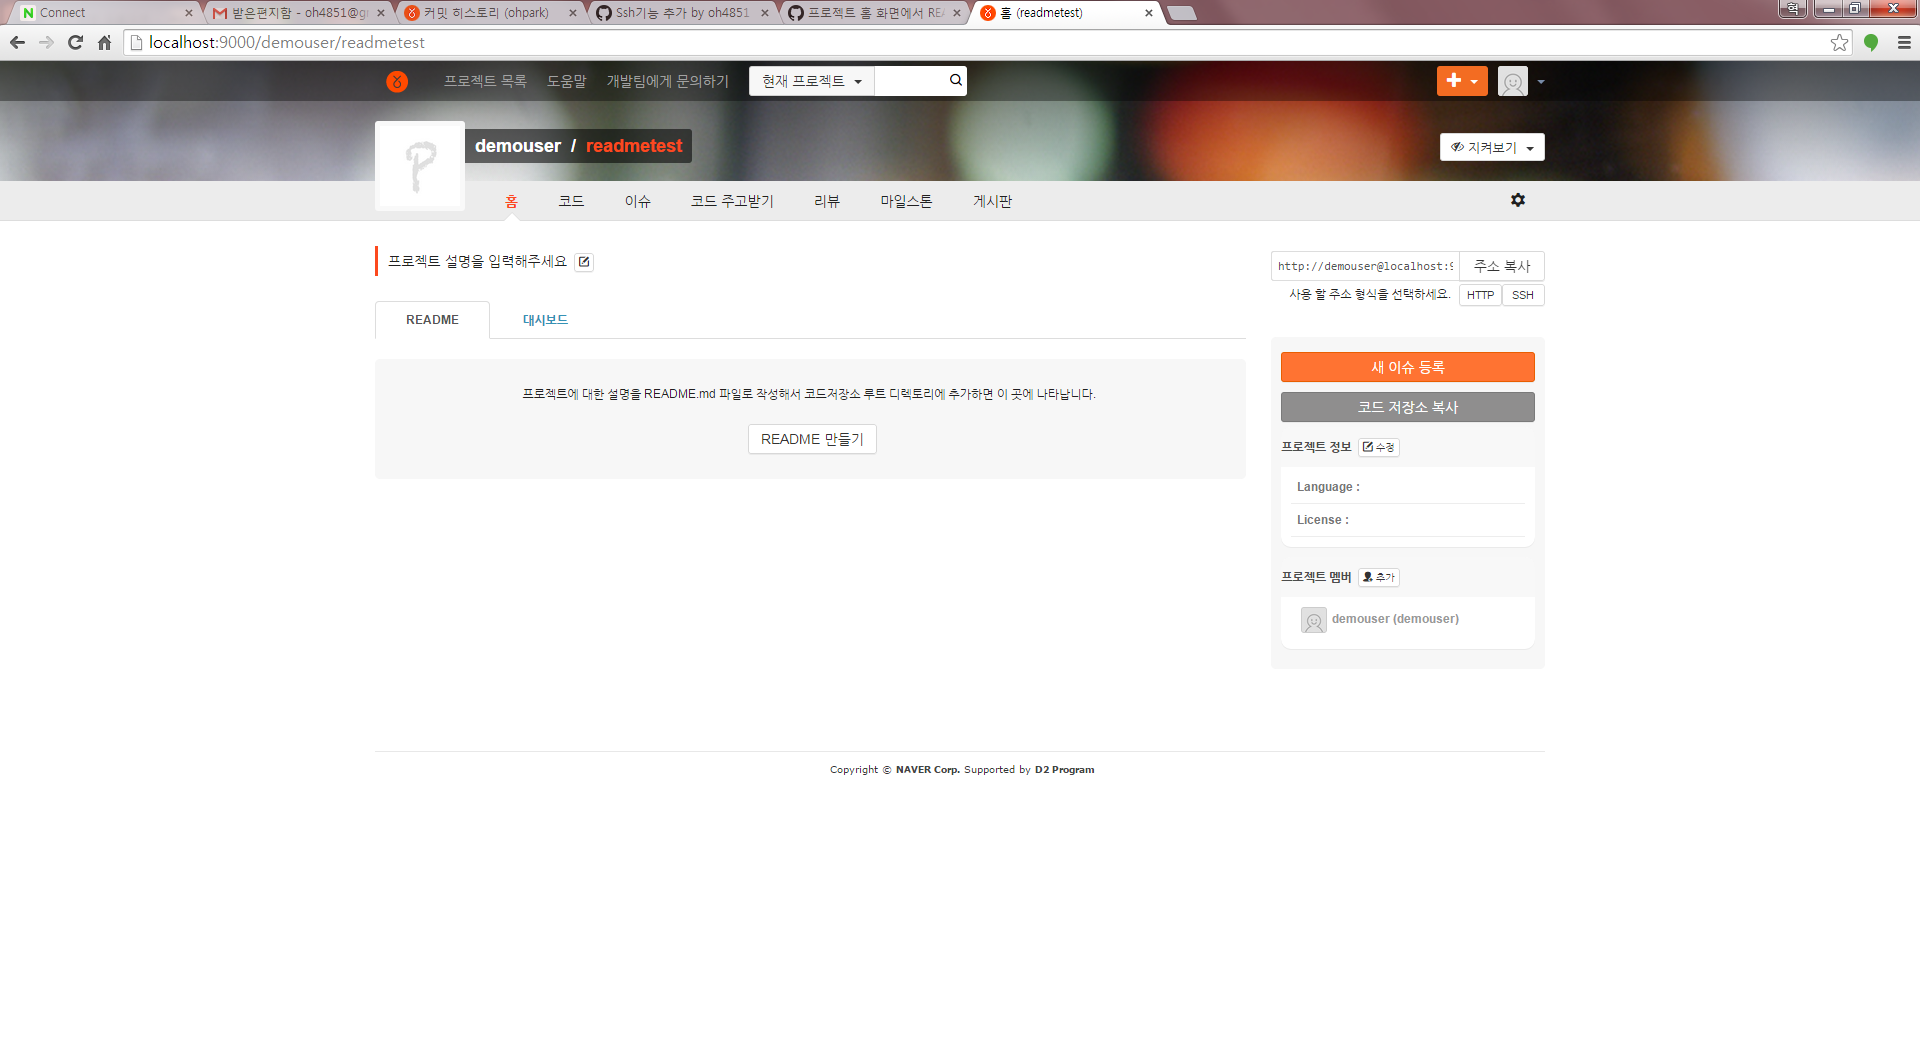 Connect
받은편지함 - oh4851@gm
커밋 히스토리 (ohpark)
Ssh기능 추가 by oh4851
프로젝트 홈 화면에서 REA
홈 (readmetest)
혁
localhost:9000/demouser/readmetest
프로젝트 목록 도움말 개발팀에게 문의하기 현재 프로젝트
demouser / readmetest
지켜보기
홈 코드 이슈 코드 주고받기 리뷰 마일스톤 게시판
프로젝트 설명을 입력해주세요
http://demouser@localhost:9 주소 복사
사용 할 주소 형식을 선택하세요. HTTP SSH
README 대시보드
프로젝트에 대한 설명을 README.md 파일로 작성해서 코드저장소 루트 디렉토리에 추가하면 이 곳에 나타납니다.
README 만들기
새 이슈 등록
코드 저장소 복사
프로젝트 정보 수정
Language :
License :
프로젝트 멤버 추가
demouser (demouser)
Copyright © NAVER Corp. Supported by D2 Program